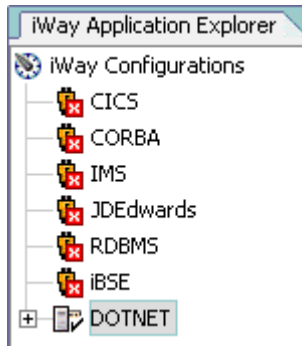 iWay Application Explorer
iWay Configurations
CICS
CORBA
IMS
JDEdwards
RDBMS
iBSE
DOTNET